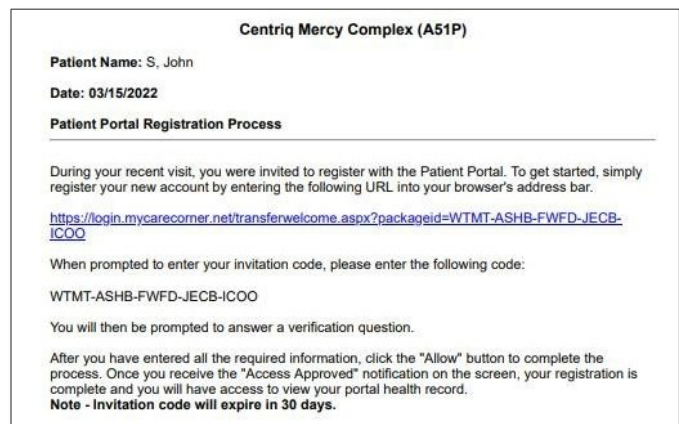 Centriq Mercy Complex (A51P)
Patient Name: S, John
Date: 03/15/2022
Patient Portal Registration Process
During your recent visit, you were invited to register with the Patient Portal. To get started, simply
register your new account by entering the following URL into your browser's address bar.
https://login.mycarecorner.net/transferwelcome.aspx?packageid=WTMT-ASHB-FWFD-JECB-
ICOO
When prompted to enter your invitation code, please enter the following code:
WTMT-ASHB-FWFD-JECB-ICOO
You will then be prompted to answer a verification question.
After you have entered all the required information, click the "Allow" button to complete the
process. Once you receive the "Access Approved" notification on the screen, your registration is
complete and you will have access to view your portal health record.
Note - Invitation code will expire in 30 days.